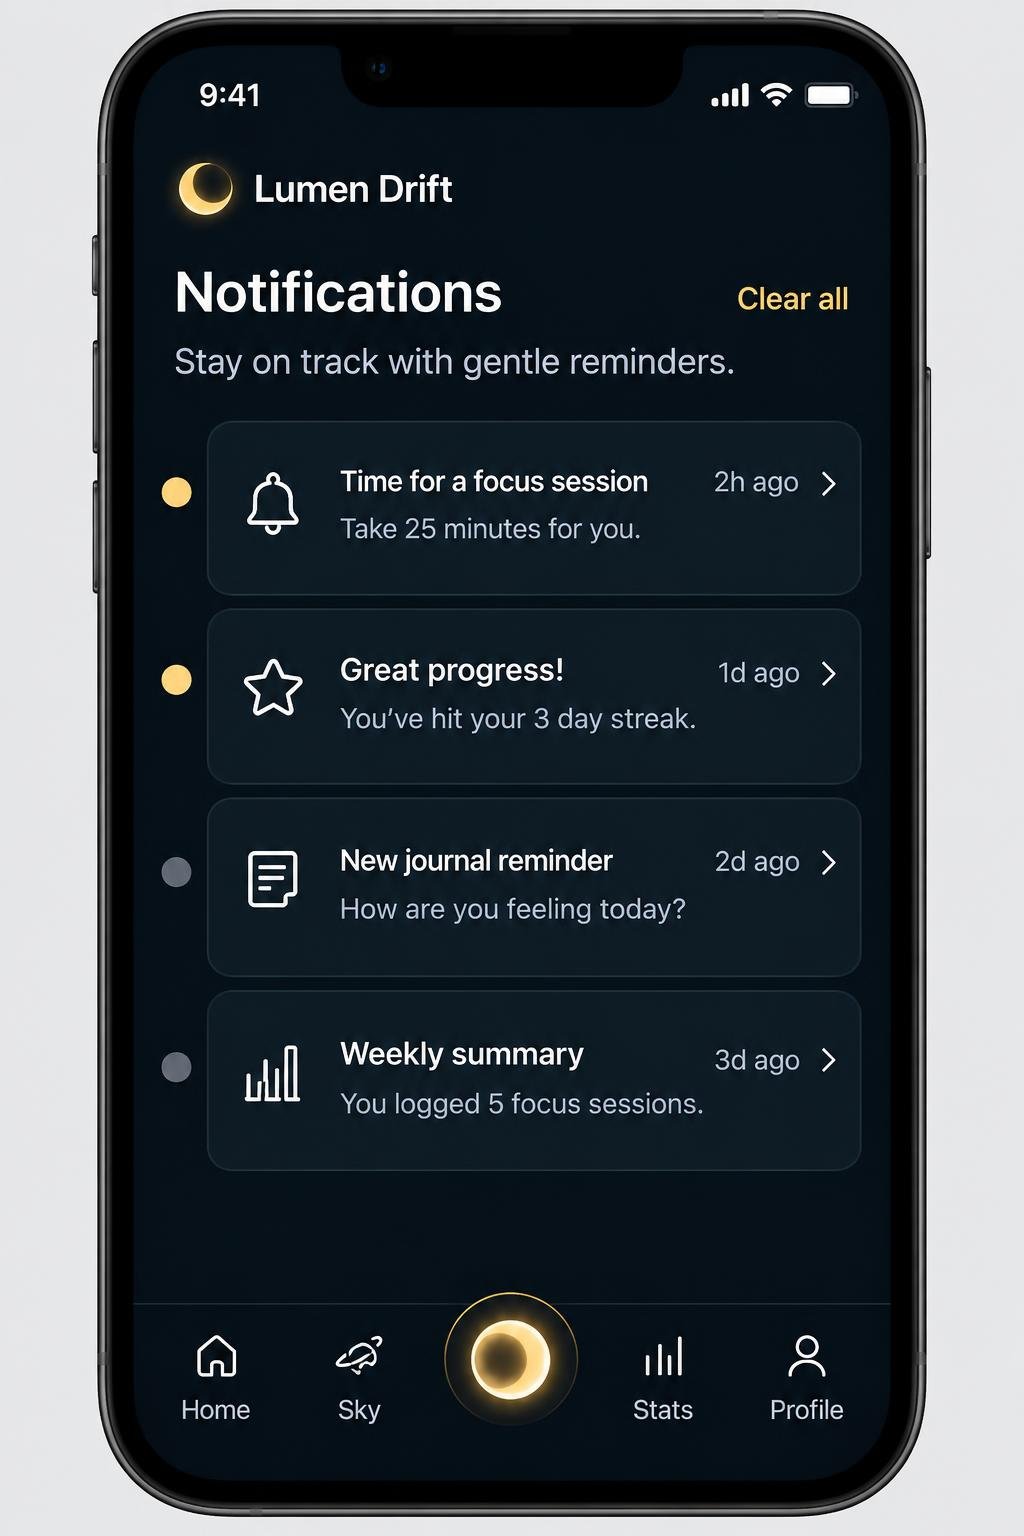 9:41
Lumen Drift
Notifications
Clear all
Stay on track with gentle reminders.
Time for a focus session
2h ago
Take 25 minutes for you.
Great progress!
1d ago
You’ve hit your 3 day streak.
New journal reminder
2d ago
How are you feeling today?
Weekly summary
3d ago
You logged 5 focus sessions.
Home
Sky
Stats
Profile